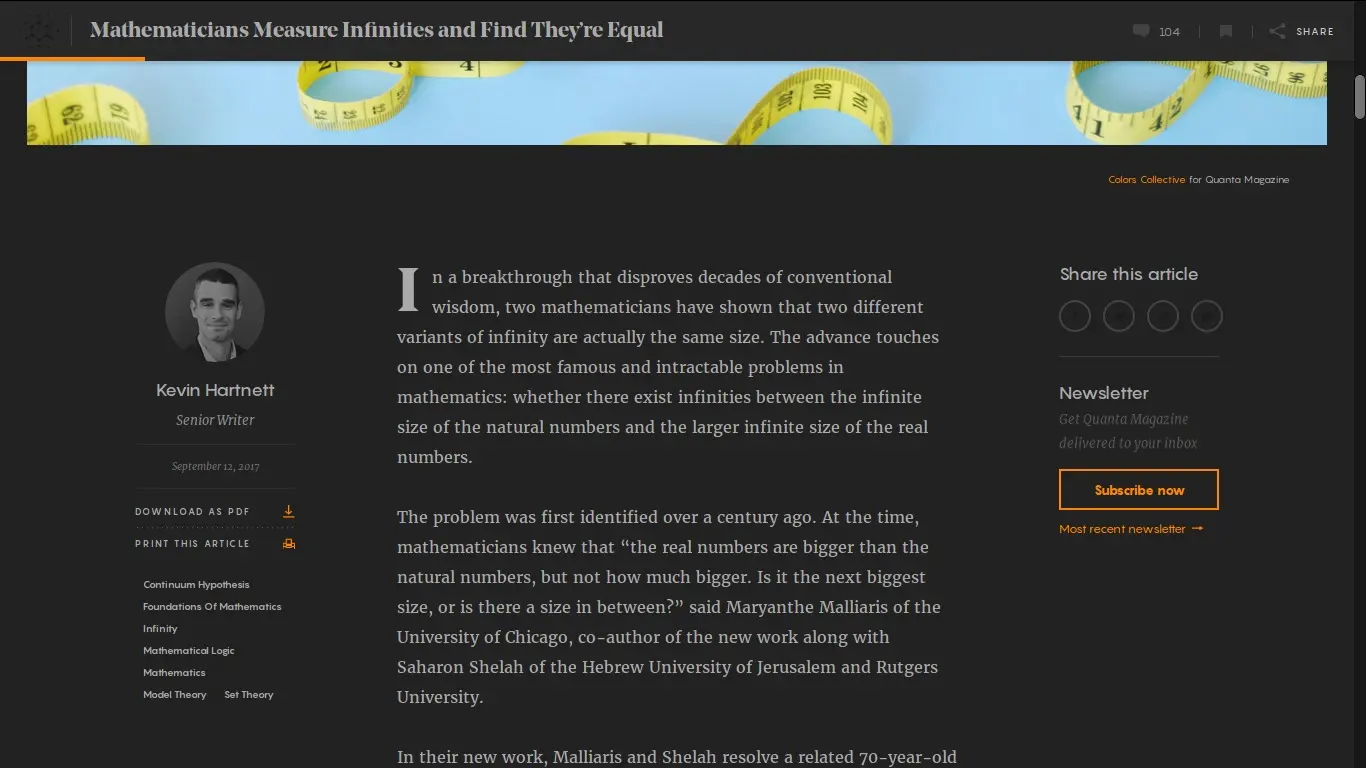 Mathematicians Measure Infinities and Find They're Equal
104
SHARE
Colors Collective for Quanta Magazine
Kevin Hartnett
Senior Writer
September 12, 2017
DOWNLOAD AS PDF
PRINT THIS ARTICLE
Continuum Hypothesis
Foundations Of Mathematics
Infinity
Mathematical Logic
Mathematics
Model Theory Set Theory
In a breakthrough that disproves decades of conventional
wisdom, two mathematicians have shown that two different
variants of infinity are actually the same size. The advance touches
on one of the most famous and intractable problems in
mathematics: whether there exist infinities between the infinite
size of the natural numbers and the larger infinite size of the real
numbers.
The problem was first identified over a century ago. At the time,
mathematicians knew that “the real numbers are bigger than the
natural numbers, but not how much bigger. Is it the next biggest
size, or is there a size in between?” said Maryanthe Malliaris of the
University of Chicago, co-author of the new work along with
Saharon Shelah of the Hebrew University of Jerusalem and Rutgers
University.
In their new work, Malliaris and Shelah resolve a related 70-year-old
Share this article
Newsletter
Get Quanta Magazine
delivered to your inbox
Subscribe now
Most recent newsletter →